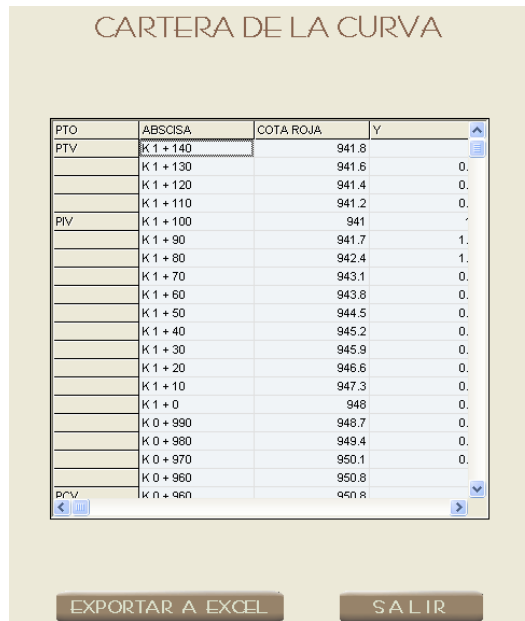 CARTERA DE LA CURVA
PTO ABSCISA COTA ROJA Y
PTV K 1 + 140 941.8
K 1 + 130 941.6 0.
K 1 + 120 941.4 0.
K 1 + 110 941.2 0.
PIV K 1 + 100 941
K 1 + 90 941.7 1.
K 1 + 80 942.4 1.
K 1 + 70 943.1 0.
K 1 + 60 943.8 0.
K 1 + 50 944.5 0.
K 1 + 40 945.2 0.
K 1 + 30 945.9 0.
K 1 + 20 946.6 0.
K 1 + 10 947.3 0.
K 1 + 0 948 0.
K 0 + 990 948.7 0.
K 0 + 980 949.4 0.
K 0 + 970 950.1 0.
K 0 + 960 950.8
PCV K 0 + 960 950.8
EXPORTAR A EXCEL SALIR